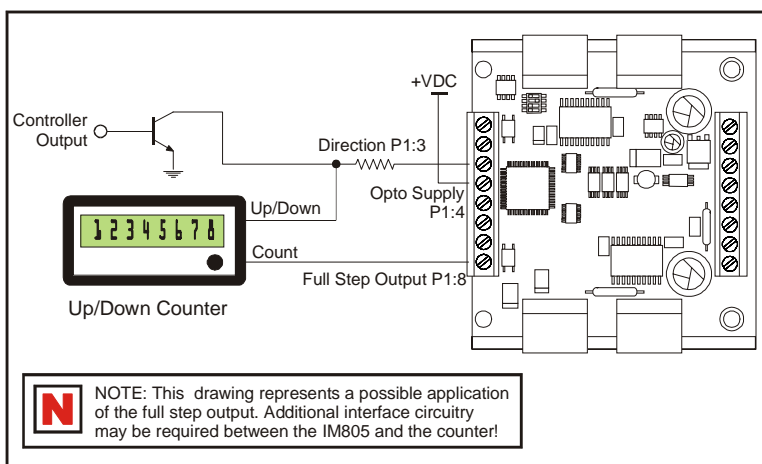 +VDC
Controller
Output
Direction P1:3
Opto Supply
P1:4
Up/Down
12345678
Count
Full Step Output P1:8
Up/Down Counter
N
NOTE: This drawing represents a possible application
of the full step output. Additional interface circuitry
may be required between the IM805 and the counter!